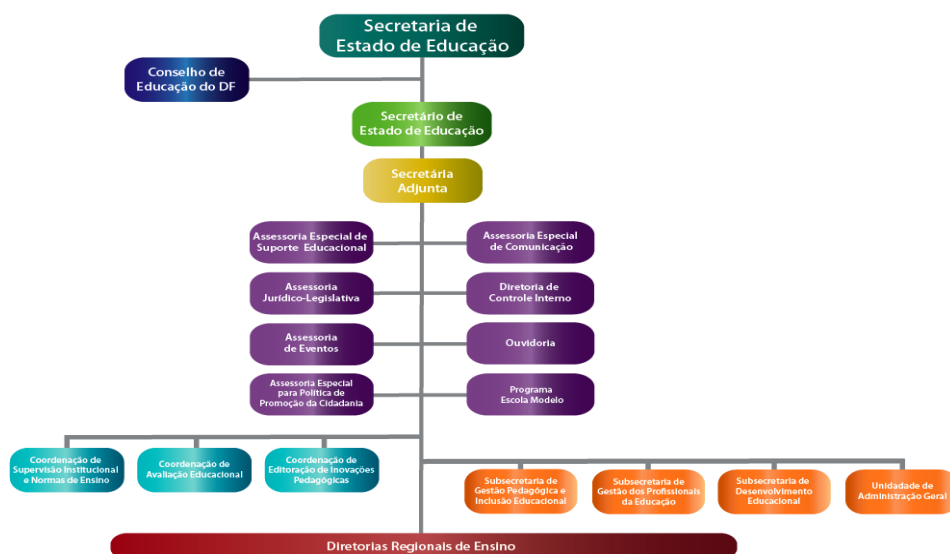 Secretaria de
Estado de Educação
Conselho de
Educação do DF
Secretário de
Estado de Educação
Secretária
Adjunta
Assessoria Especial de
Suporte Educacional
Assessoria Especial
de Comunicação
Assessoria
Jurídico-Legislativa
Diretoria de
Controle Interno
Assessoria
de Eventos
Ouvidoria
Assessoria Especial
para Política de
Promoção da Cidadania
Programa
Escola Modelo
Coordenação de
Supervisão Institucional
e Normas de Ensino
Coordenação de
Avaliação Educacional
Coordenação de
Editoração de Inovações
Pedagógicas
Subsecretaria de
Gestão Pedagógica e
Inclusão Educacional
Subsecretaria de
Gestão dos Profissionais
da Educação
Subsecretaria de
Desenvolvimento
Educacional
Unidadade de
Administração Geral
Diretorias Regionais de Ensino